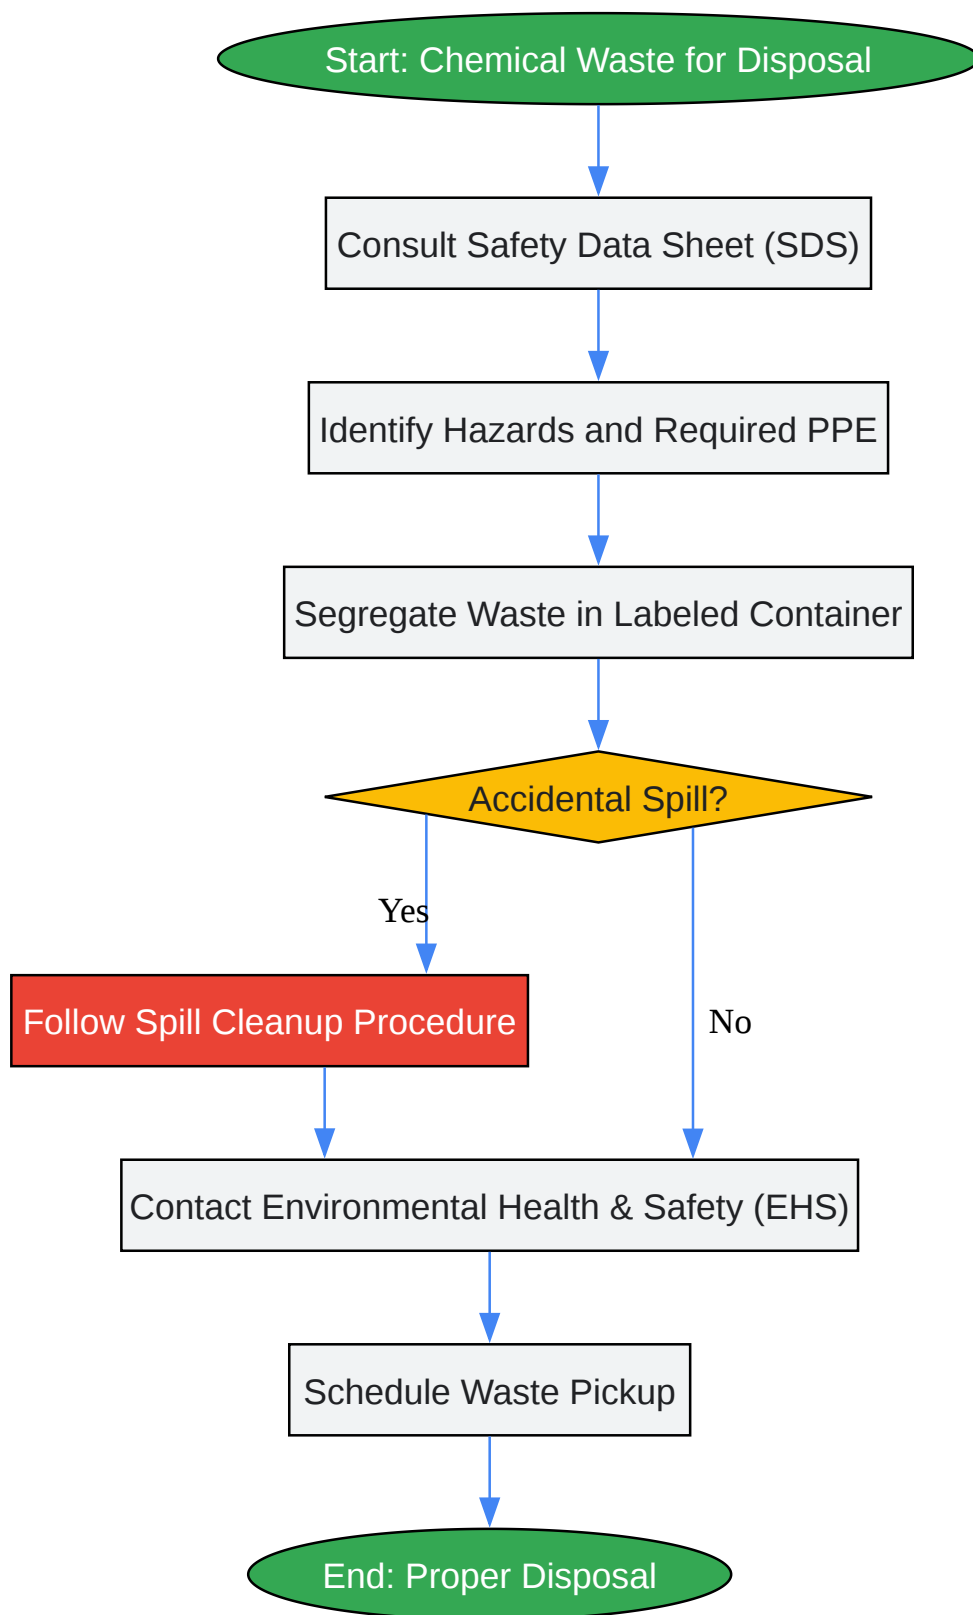 Start: Chemical Waste for Disposal
Consult Safety Data Sheet (SDS)
Identify Hazards and Required PPE
Segregate Waste in Labeled Container
Accidental Spill?
Yes
Follow Spill Cleanup Procedure
No
Contact Environmental Health & Safety (EHS)
Schedule Waste Pickup
End: Proper Disposal